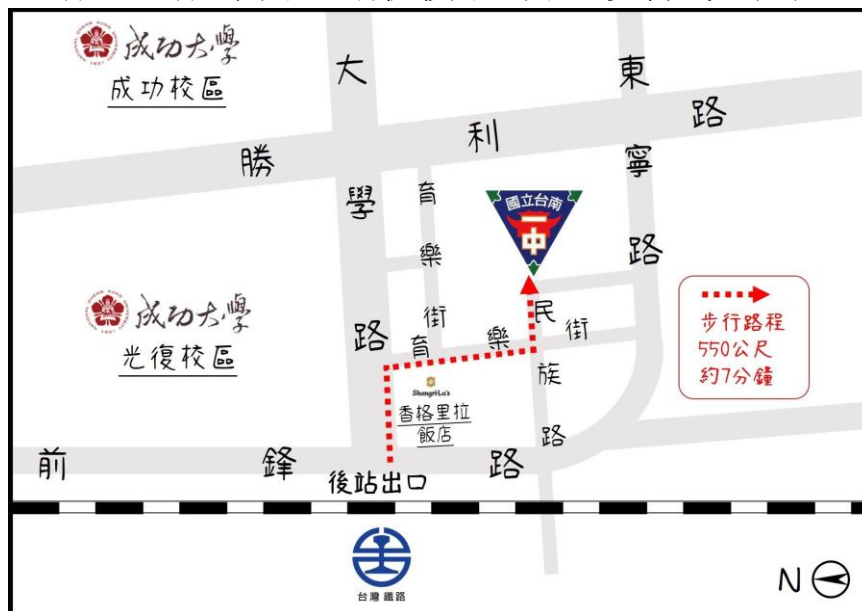 成功大學
成功校區
大學路
東寧路
勝利路
國立台南
一中
育樂街
成功大學
光復校區
民族路
育樂街
步行路程
550公尺
約7分鐘
Shangri-La's
香格里拉
飯店
前鋒路
後站出口
台灣鐵路
N